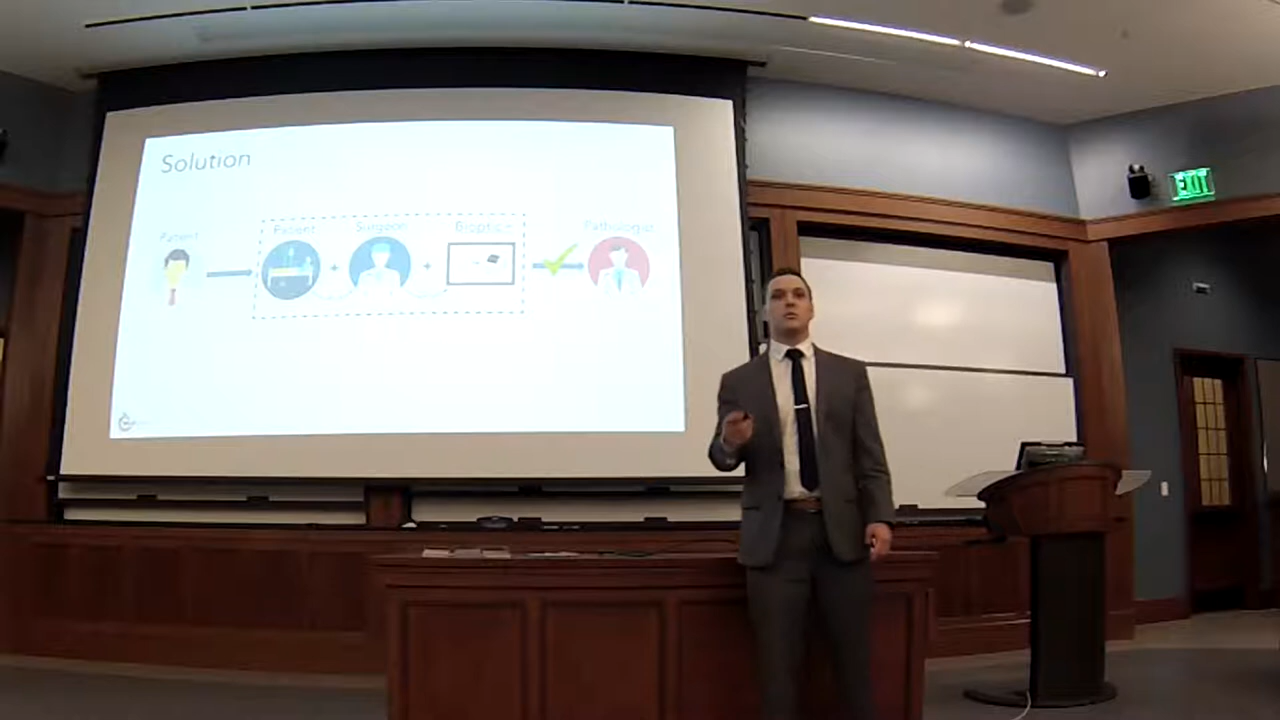 Solution
Patient
Patient
Surgeon
Pathologist
EXIT